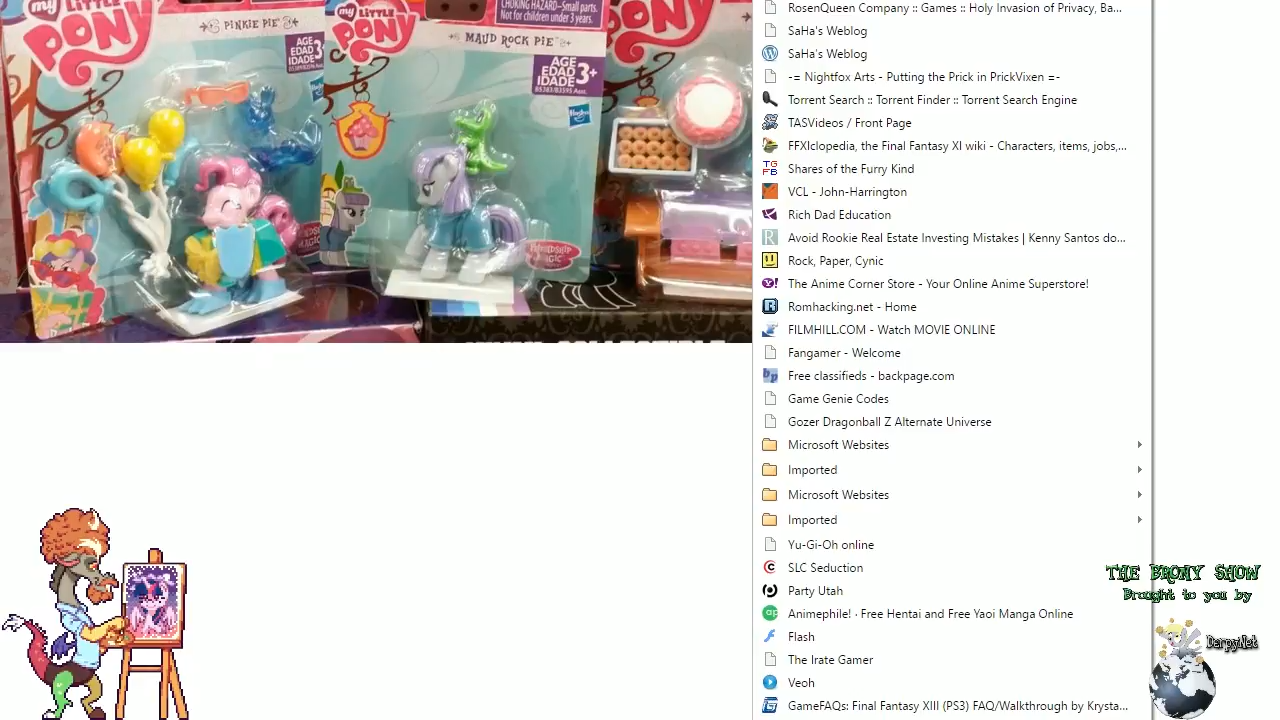 my LITTLE PONY
PINKIE PIE
AGE EDAD IDADE 3+
my LITTLE PONY
CHOKING HAZARD-Small parts.
Not for children under 3 years.
MAUD ROCK PIE
AGE
EDAD
IDADE 3+
Hasbro
FRIENDSHIP
MAGIC
PONY
RosenQueen Company :: Games :: Holy Invasion of Privacy, Ba...
SaHa's Weblog
SaHa's Weblog
-= Nightfox Arts - Putting the Prick in PrickVixen =-
Torrent Search :: Torrent Finder :: Torrent Search Engine
TASVideos / Front Page
FFXIclopedia, the Final Fantasy XI wiki - Characters, items, jobs,...
TG
FB
Shares of the Furry Kind
VCL - John-Harrington
Rich Dad Education
Avoid Rookie Real Estate Investing Mistakes | Kenny Santos do...
Rock, Paper, Cynic
The Anime Corner Store - Your Online Anime Superstore!
Romhacking.net - Home
FILMHILL.COM - Watch MOVIE ONLINE
Fangamer - Welcome
Free classifieds - backpage.com
Game Genie Codes
Gozer Dragonball Z Alternate Universe
Microsoft Websites
Imported
Microsoft Websites
Imported
Yu-Gi-Oh online
SLC Seduction
Party Utah
Animephile! · Free Hentai and Free Yaoi Manga Online
Flash
The Irate Gamer
Veoh
GameFAQs: Final Fantasy XIII (PS3) FAQ/Walkthrough by Krysta...
THE BRONY SHOW
Brought to you by
DerpyNet